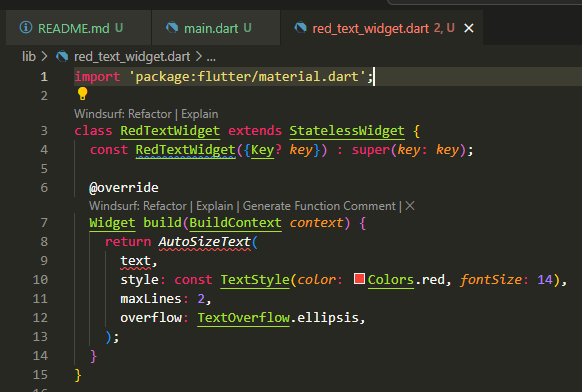 README.md U main.dart U red_text_widget.dart 2, U
lib > red_text_widget.dart > ...
1 import 'package:flutter/material.dart';
2
Windsurf: Refactor | Explain
3 class RedTextWidget extends StatelessWidget {
4 const RedTextWidget({Key? key}) : super(key: key);
5
6 @override
Windsurf: Refactor | Explain | Generate Function Comment | X
7 Widget build(BuildContext context) {
8 return AutoSizeText(
9 text,
10 style: const TextStyle(color: Colors.red, fontSize: 14),
11 maxLines: 2,
12 overflow: TextOverflow.ellipsis,
13 );
14 }
15 }